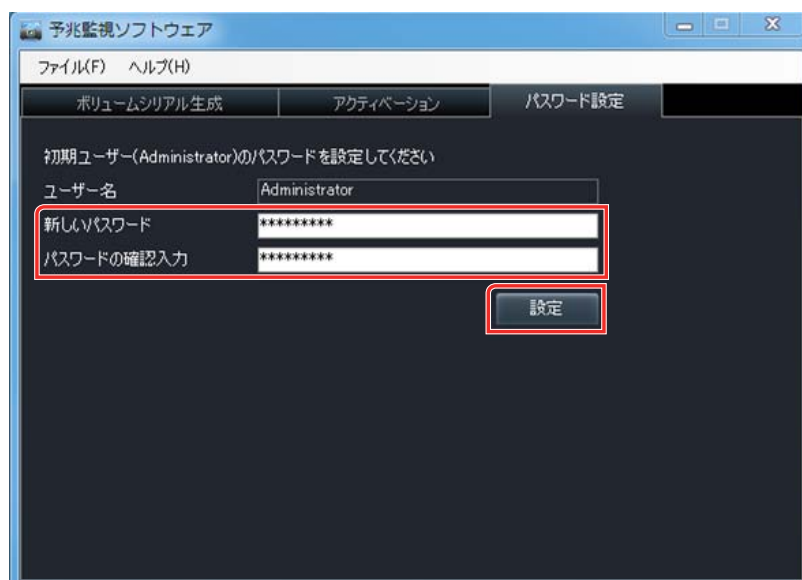 予兆監視ソフトウェア
ファイル(F) ヘルプ(H)
ボリュームシリアル生成 アクティベーション パスワード設定
初期ユーザー(Administrator)のパスワードを設定してください
ユーザー名 Administrator
新しいパスワード *********
パスワードの確認入力 *********
設定